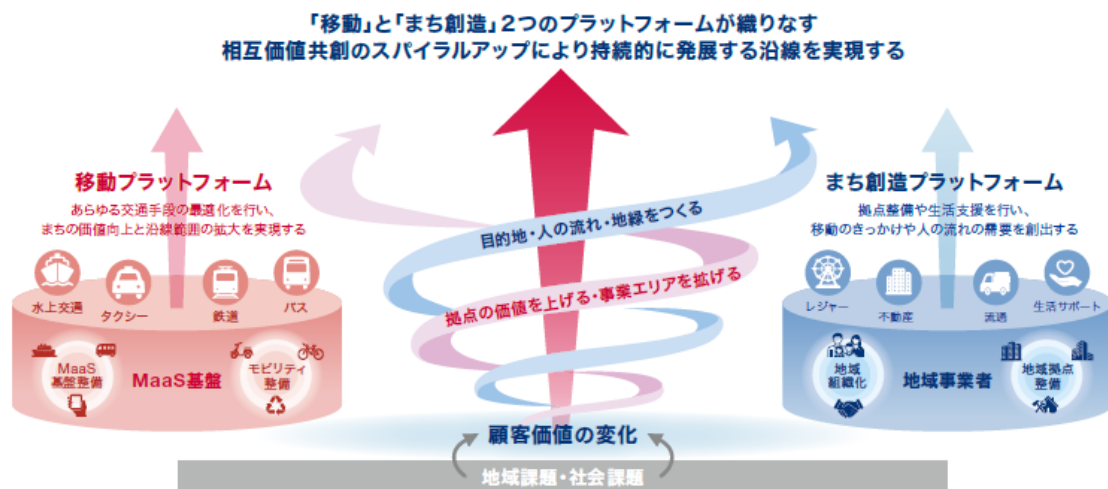 「移動」と「まち創造」2つのプラットフォームが織りなす
相互価値共創のスパイラルアップにより持続的に発展する沿線を実現する
移動プラットフォーム
あらゆる交通手段の最適化を行い、
まちの価値向上と沿線範囲の拡大を実現する
水上交通
タクシー
鉄道
バス
MaaS
基盤整備
MaaS基盤
モビリティ
整備
目的地・人の流れ・地縁をつくる
拠点の価値を上げる・事業エリアを拡げる
まち創造プラットフォーム
拠点整備や生活支援を行い、
移動のきっかけや人の流れの需要を創出する
レジャー
不動産
流通
生活サポート
地域
組織化
地域事業者
地域拠点
整備
顧客価値の変化
地域課題・社会課題